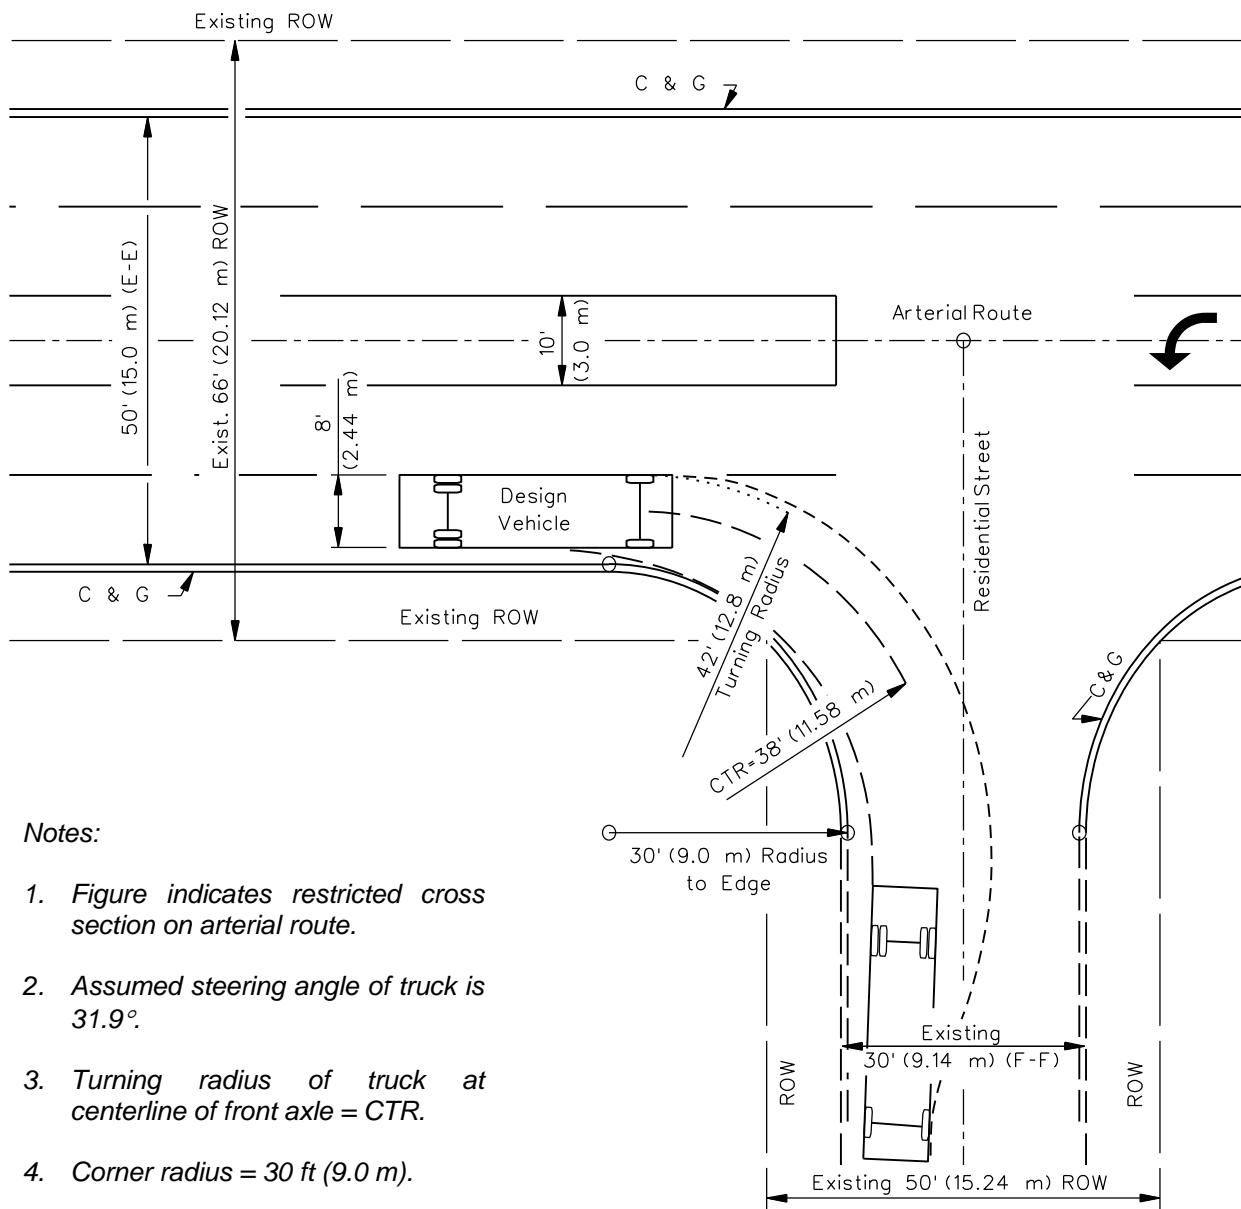 Existing ROW
C & G
50' (15.0 m) (E-E)
Exist. 66' (20.12 m) ROW
10'
(3.0 m)
Arterial Route
8'
(2.44 m)
Design
Vehicle
Residential Street
C & G
Existing ROW
42' (12.8 m)
Turning Radius
CTR=38' (11.58 m)
C&G
30' (9.0 m) Radius
to Edge
Notes:
1. Figure indicates restricted cross
section on arterial route.
2. Assumed steering angle of truck is
31.9°.
3. Turning radius of truck at
centerline of front axle = CTR.
4. Corner radius = 30 ft (9.0 m).
Existing
30' (9.14 m) (F-F)
ROW
ROW
Existing 50' (15.24 m) ROW